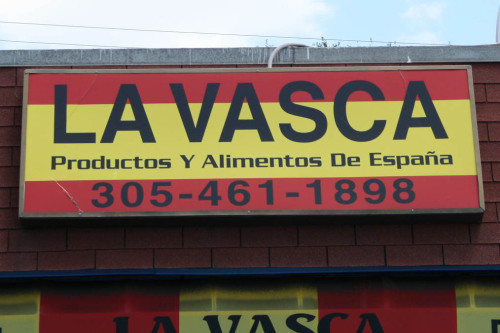 LA VASCA
Productos Y Alimentos De España
305-461-1898
LA VASCA